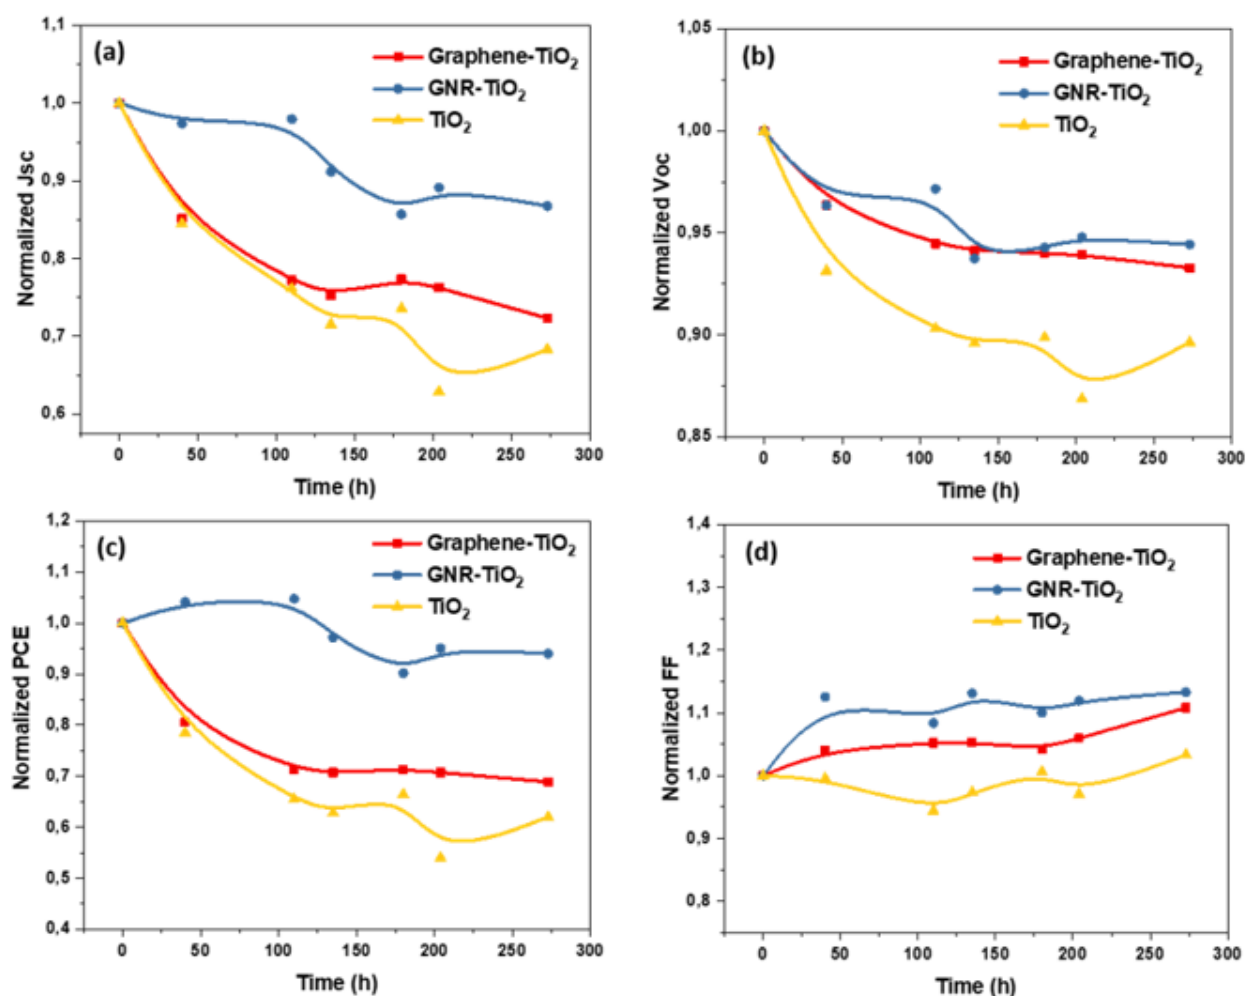 (a)
Graphene-TiO₂
GNR-TiO₂
TiO₂
1,1
1,0
0,9
0,8
0,7
0,6
Normalized Jsc
0 50 100 150 200 250 300
Time (h)
(b)
Graphene-TiO₂
GNR-TiO₂
TiO₂
1,05
1,00
0,95
0,90
0,85
Normalized Voc
0 50 100 150 200 250 300
Time (h)
(c)
Graphene-TiO₂
GNR-TiO₂
TiO₂
1,2
1,1
1,0
0,9
0,8
0,7
0,6
0,5
0,4
Normalized PCE
0 50 100 150 200 250 300
Time (h)
(d)
Graphene-TiO₂
GNR-TiO₂
TiO₂
1,4
1,3
1,2
1,1
1,0
0,9
0,8
Normalized FF
0 50 100 150 200 250 300
Time (h)